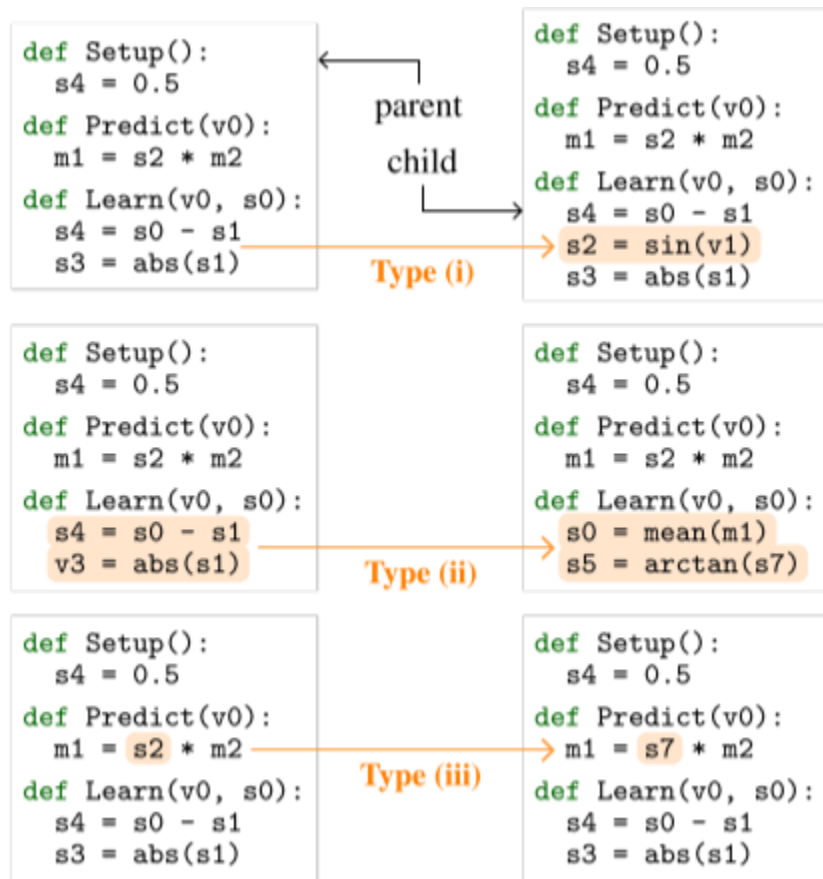 def Setup():
  s4 = 0.5
def Predict(v0):
  m1 = s2 * m2
def Learn(v0, s0):
  s4 = s0 - s1
  s3 = abs(s1)
parent
child
Type (i)
def Setup():
  s4 = 0.5
def Predict(v0):
  m1 = s2 * m2
def Learn(v0, s0):
  s4 = s0 - s1
  s2 = sin(v1)
  s3 = abs(s1)
def Setup():
  s4 = 0.5
def Predict(v0):
  m1 = s2 * m2
def Learn(v0, s0):
  s4 = s0 - s1
  v3 = abs(s1)
Type (ii)
def Setup():
  s4 = 0.5
def Predict(v0):
  m1 = s2 * m2
def Learn(v0, s0):
  s0 = mean(m1)
  s5 = arctan(s7)
def Setup():
  s4 = 0.5
def Predict(v0):
  m1 = s2 * m2
def Learn(v0, s0):
  s4 = s0 - s1
  s3 = abs(s1)
Type (iii)
def Setup():
  s4 = 0.5
def Predict(v0):
  m1 = s7 * m2
def Learn(v0, s0):
  s4 = s0 - s1
  s3 = abs(s1)